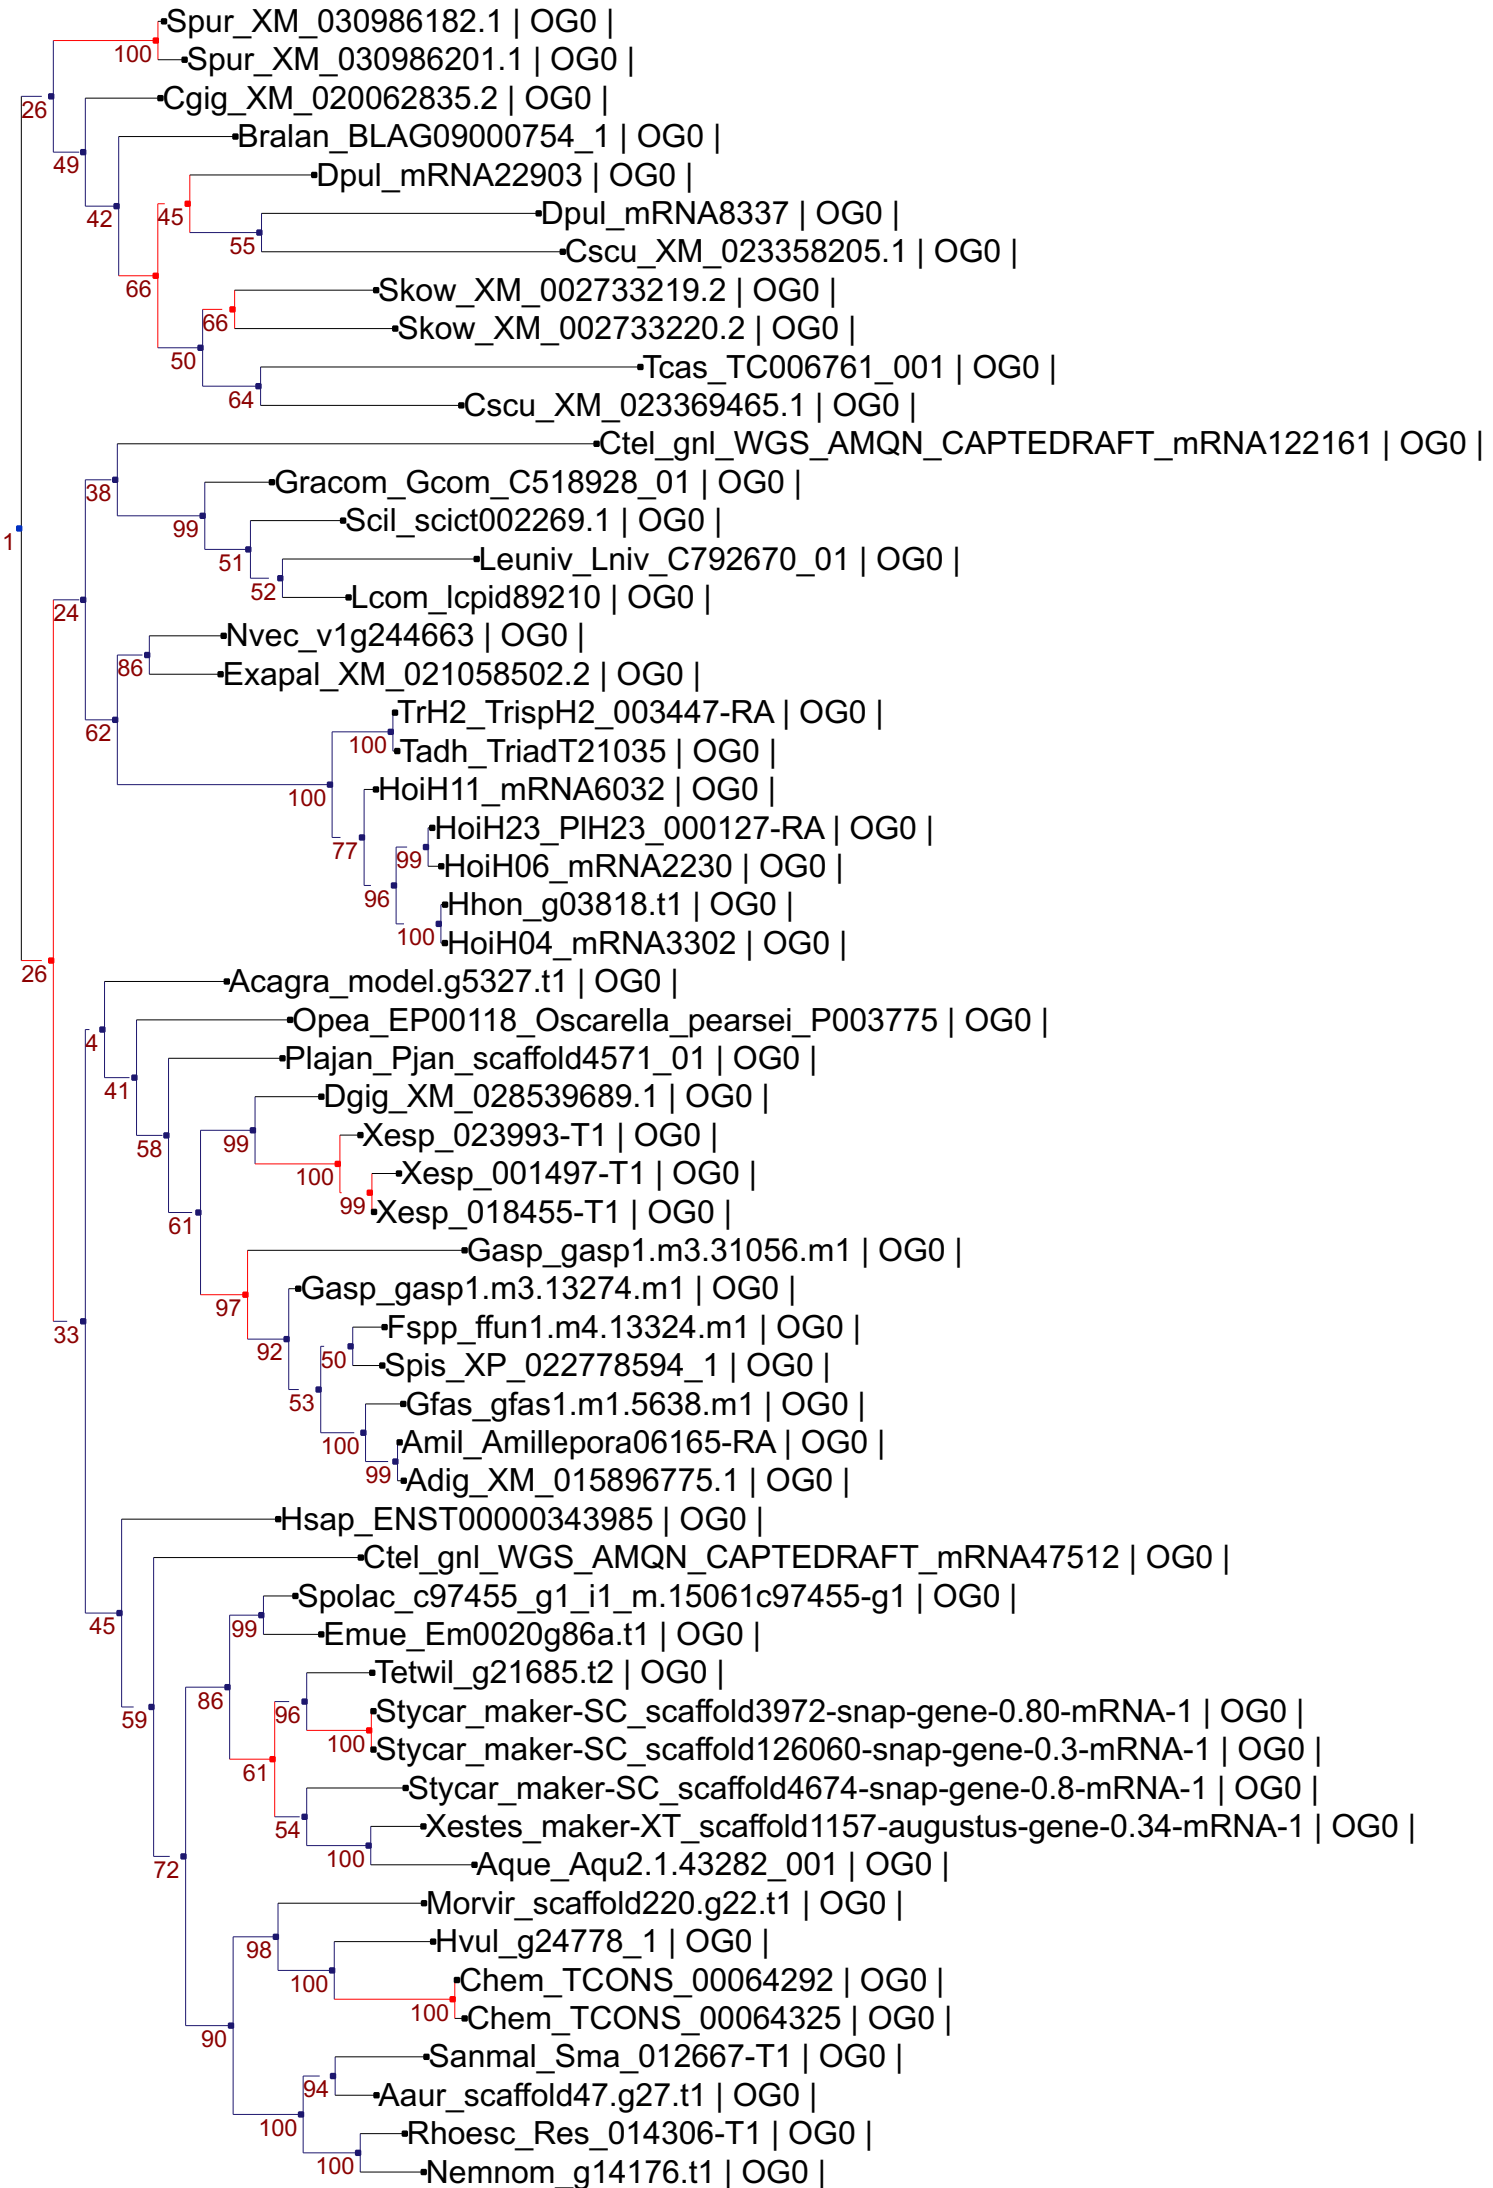 Spur_XM_030986182.1 | OG0 |
100
Spur_XM_030986201.1 | OG0 |
26
Cgig_XM_020062835.2 | OG0 |
Bralan_BLAG09000754_1 | OG0 |
49
Dpul_mRNA22903 | OG0 |
42
45
Dpul_mRNA8337 | OG0 |
55
Cscu_XM_023358205.1 | OG0 |
66
Skow_XM_002733219.2 | OG0 |
66
Skow_XM_002733220.2 | OG0 |
50
Tcas_TC006761_001 | OG0 |
64
Cscu_XM_023369465.1 | OG0 |
Ctel_gnl_WGS_AMQN_CAPTEDRAFT_mRNA122161 | OG0 |
38
Gracom_Gcom_C518928_01 | OG0 |
99
Scil_scict002269.1 | OG0 |
1
51
Leuniv_Lniv_C792670_01 | OG0 |
52
Lcom_lcpid89210 | OG0 |
24
Nvec_v1g244663 | OG0 |
86
Exapal_XM_021058502.2 | OG0 |
62
TrH2_TrispH2_003447-RA | OG0 |
100
Tadh_TriadT21035 | OG0 |
100
HoiH11_mRNA6032 | OG0 |
HoiH23_PlH23_000127-RA | OG0 |
77
99
HoiH06_mRNA2230 | OG0 |
96
Hhon_g03818.t1 | OG0 |
100
HoiH04_mRNA3302 | OG0 |
26
Acagra_model.g5327.t1 | OG0 |
Opea_EP00118_Oscarella_pearsei_P003775 | OG0 |
4
Plajan_Pjan_scaffold4571_01 | OG0 |
41
Dgig_XM_028539689.1 | OG0 |
99
Xesp_023993-T1 | OG0 |
58
100
Xesp_001497-T1 | OG0 |
99
Xesp_018455-T1 | OG0 |
61
Gasp_gasp1.m3.31056.m1 | OG0 |
Gasp_gasp1.m3.13274.m1 | OG0 |
97
Fspp_ffun1.m4.13324.m1 | OG0 |
33
92
50
Spis_XP_022778594_1 | OG0 |
53
Gfas_gfas1.m1.5638.m1 | OG0 |
100
Amil_Amillepora06165-RA | OG0 |
99
Adig_XM_015896775.1 | OG0 |
Hsap_ENST00000343985 | OG0 |
Ctel_gnl_WGS_AMQN_CAPTEDRAFT_mRNA47512 | OG0 |
Spolac_c97455_g1_i1_m.15061c97455-g1 | OG0 |
45
99
Emue_Em0020g86a.t1 | OG0 |
Tetwil_g21685.t2 | OG0 |
86
Stycar_maker-SC_scaffold3972-snap-gene-0.80-mRNA-1 | OG0 |
59
96
100
Stycar_maker-SC_scaffold126060-snap-gene-0.3-mRNA-1 | OG0 |
61
Stycar_maker-SC_scaffold4674-snap-gene-0.8-mRNA-1 | OG0 |
54
Xestes_maker-XT_scaffold1157-augustus-gene-0.34-mRNA-1 | OG0 |
100
Aque_Aqu2.1.43282_001 | OG0 |
72
Morvir_scaffold220.g22.t1 | OG0 |
98
Hvul_g24778_1 | OG0 |
100
Chem_TCONS_00064292 | OG0 |
100
Chem_TCONS_00064325 | OG0 |
90
Sanmal_Sma_012667-T1 | OG0 |
94
Aaur_scaffold47.g27.t1 | OG0 |
100
Rhoesc_Res_014306-T1 | OG0 |
100
Nemnom_g14176.t1 | OG0 |